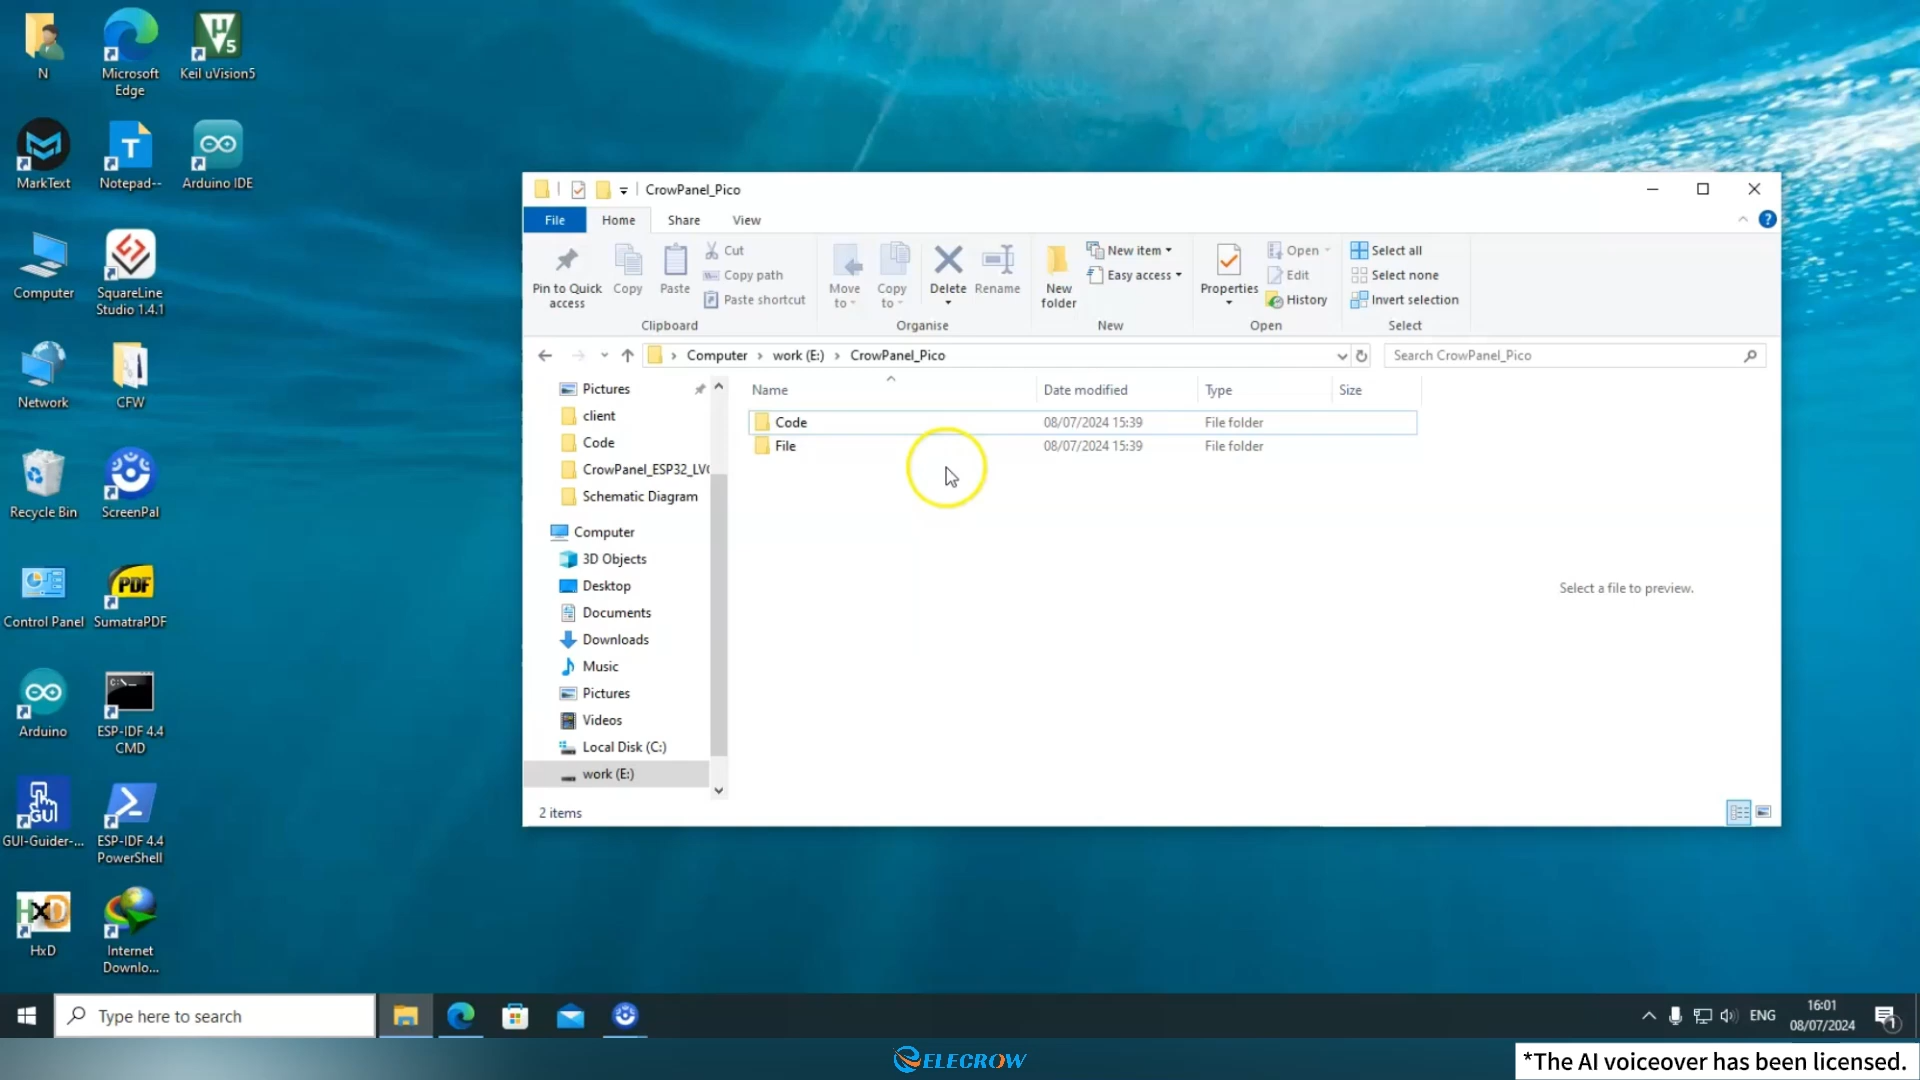 N
Microsoft
Edge
Keil uVision5
MarkText
Notepad--
Arduino IDE
Computer
SquareLine
Studio 1.4.1
Network
CFW
Recycle Bin
ScreenPal
Control Panel
PDF
SumatraPDF
Arduino
ESP-IDF 4.4
CMD
GUI
GUI-Guider-...
ESP-IDF 4.4
PowerShell
HxD
HxD
Internet
Downlo...
CrowPanel_Pico
File
Home
Share
View
Pin to Quick
access
Copy
Paste
Cut
Copy path
Paste shortcut
Clipboard
Move
to
Copy
to
Delete
Rename
Organise
New
folder
New item
Easy access
New
Properties
Open
Edit
History
Open
Select all
Select none
Invert selection
Select
Computer > work (E:) > CrowPanel_Pico
Search CrowPanel_Pico
Pictures
client
Code
CrowPanel_ESP32_LV
Schematic Diagram
Computer
3D Objects
Desktop
Documents
Downloads
Music
Pictures
Videos
Local Disk (C:)
work (E:)
Name Date modified Type Size
Code 08/07/2024 15:39 File folder
File 08/07/2024 15:39 File folder
Select a file to preview.
2 items
Type here to search
ENG
16:01
08/07/2024
1
ELECROW
*The AI voiceover has been licensed.